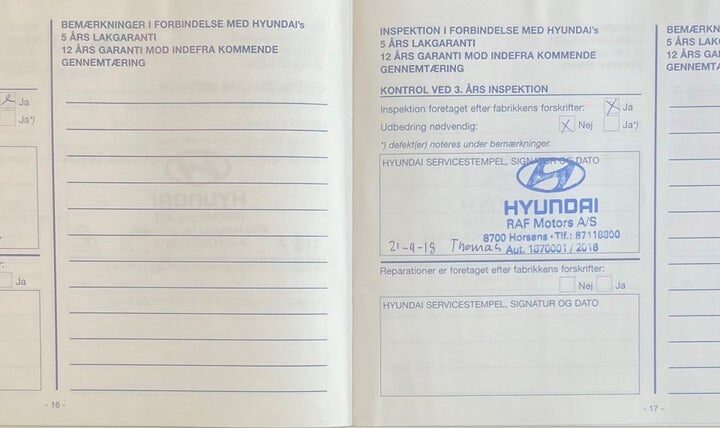 BEMÆRKNINGER I FORBINDELSE MED HYUNDAI's
5 ÅRS LAKGARANTI
12 ÅRS GARANTI MOD INDEFRA KOMMENDE
GENNEMTÆRING
Ja
Ja*)
r:
Ja
- 16 -
INSPEKTION I FORBINDELSE MED HYUNDAI's
5 ÅRS LAKGARANTI
12 ÅRS GARANTI MOD INDEFRA KOMMENDE
GENNEMTÆRING
KONTROL VED 3. ÅRS INSPEKTION
Inspektion foretaget efter fabrikkens forskrifter: X Ja
Udbedring nødvendig: X Nej Ja*)
*) defekt(er) noteres under bemærkninger.
HYUNDAI SERVICESTEMPEL, SIGNATUR OG DATO
HYUNDAI
RAF Motors A/S
8700 Horsens · Tlf.: 87118300
21-9-18 Thomas Aut. 1870001 / 2018
Reparationer er foretaget efter fabrikkens forskrifter:
Nej Ja
HYUNDAI SERVICESTEMPEL, SIGNATUR OG DATO
- 17 -
BEMÆRKN
5 ÅRS LAK
12 ÅRS GA
GENNEMT